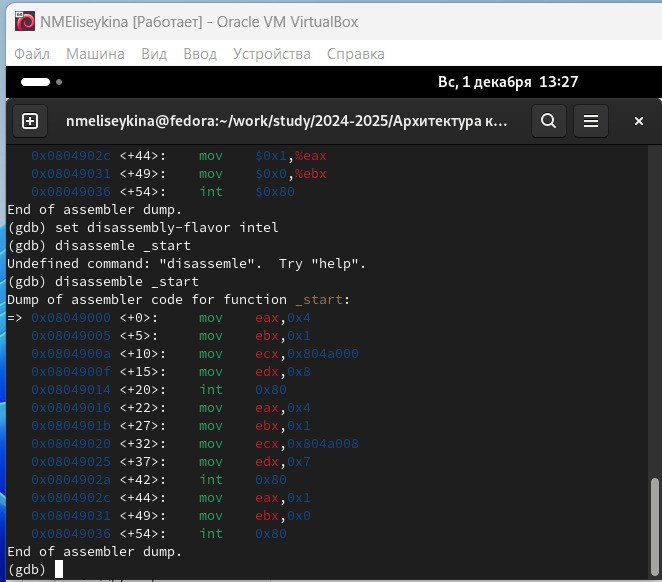 NMEliseykina [Работает] - Oracle VM VirtualBox
Файл Машина Вид Ввод Устройства Справка
Вс, 1 декабря 13:27
nmeliseykina@fedora:~/work/study/2024-2025/Архитектура к...
0x0804902c <+44>: mov $0x1,%eax
0x08049031 <+49>: mov $0x0,%ebx
0x08049036 <+54>: int $0x80
End of assembler dump.
(gdb) set disassembly-flavor intel
(gdb) disassemle _start
Undefined command: "disassemle". Try "help".
(gdb) disassemble _start
Dump of assembler code for function _start:
=> 0x08049000 <+0>: mov eax,0x4
0x08049005 <+5>: mov ebx,0x1
0x0804900a <+10>: mov ecx,0x804a000
0x0804900f <+15>: mov edx,0x8
0x08049014 <+20>: int 0x80
0x08049016 <+22>: mov eax,0x4
0x0804901b <+27>: mov ebx,0x1
0x08049020 <+32>: mov ecx,0x804a008
0x08049025 <+37>: mov edx,0x7
0x0804902a <+42>: int 0x80
0x0804902c <+44>: mov eax,0x1
0x08049031 <+49>: mov ebx,0x0
0x08049036 <+54>: int 0x80
End of assembler dump.
(gdb)